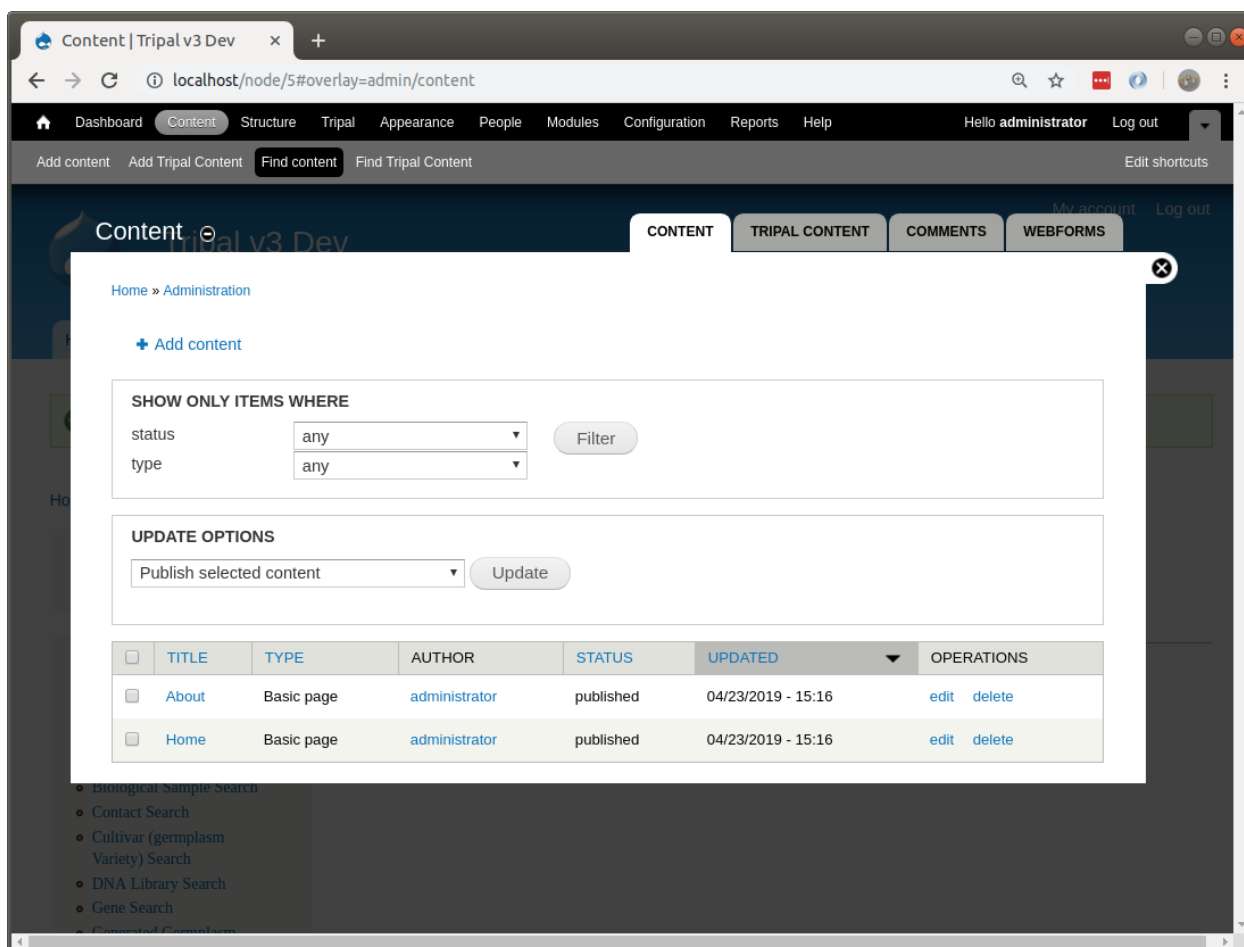 Content | Tripal v3 Dev
localhost/node/5#overlay=admin/content
Dashboard Content Structure Tripal Appearance People Modules Configuration Reports Help Hello administrator Log out
Add content Add Tripal Content Find content Find Tripal Content Edit shortcuts
My account Log out
Content CONTENT TRIPAL CONTENT COMMENTS WEBFORMS
Tripal v3 Dev
Home » Administration
Add content
SHOW ONLY ITEMS WHERE
status any Filter
type any
Ho
UPDATE OPTIONS
Publish selected content Update
TITLE TYPE AUTHOR STATUS UPDATED OPERATIONS
About Basic page administrator published 04/23/2019 - 15:16 edit delete
Home Basic page administrator published 04/23/2019 - 15:16 edit delete
Biological Sample Search
Contact Search
Cultivar (germplasm
Variety) Search
DNA Library Search
Gene Search
Generated Germplasm